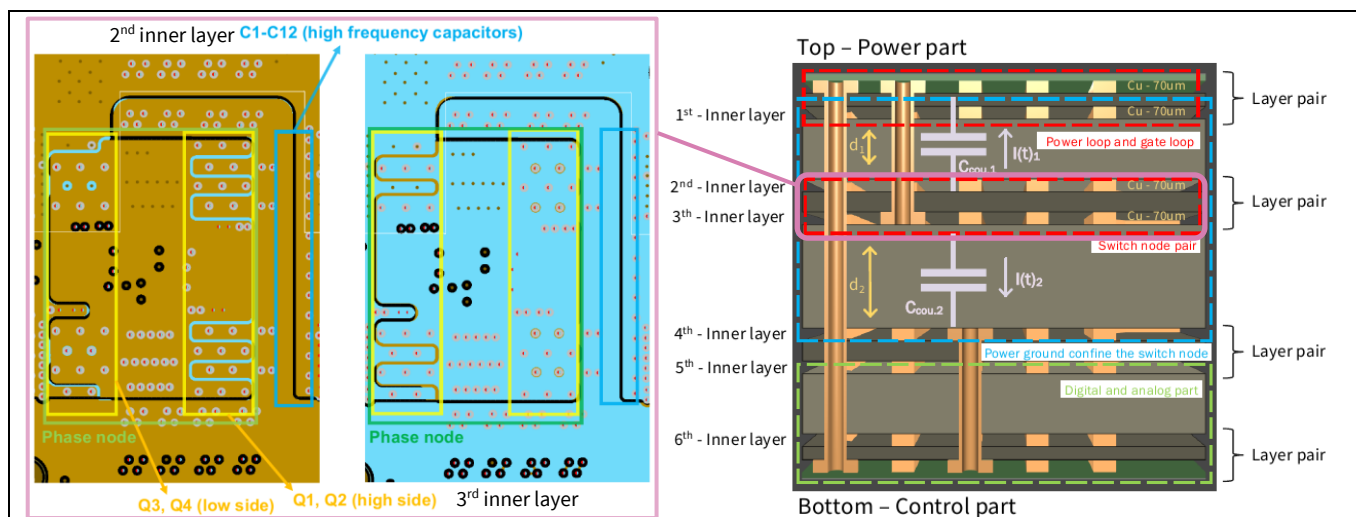 2nd inner layer
C1-C12 (high frequency capacitors)
Phase node
Phase node
Q3, Q4 (low side)
Q1, Q2 (high side)
3rd inner layer
Top – Power part
Cu - 70um
1st - Inner layer
Cu - 70um
Layer pair
Power loop and gate loop
d1
Ccou.1
I(t)1
2nd - Inner layer
Cu - 70um
3th - Inner layer
Cu - 70um
Layer pair
Switch node pair
d2
Ccou.2
I(t)2
4th - Inner layer
Power ground confine the switch node
Layer pair
5th - Inner layer
Digital and analog part
6th - Inner layer
Layer pair
Bottom – Control part